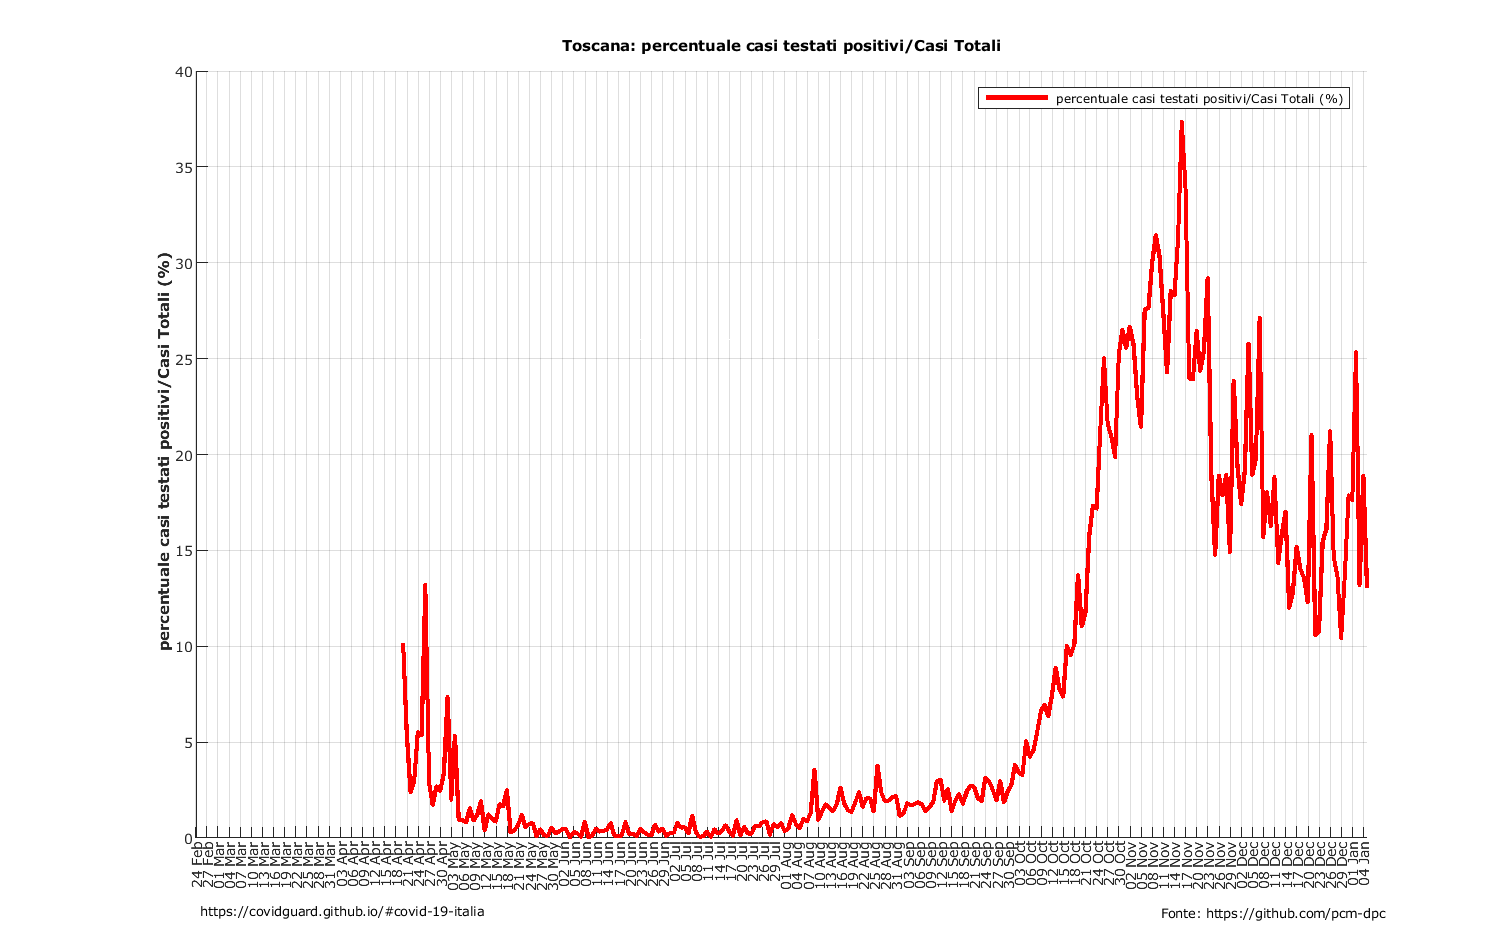 Toscana: percentuale casi testati positivi/Casi Totali
percentuale casi testati positivi/Casi Totali (%)
percentuale casi testati positivi/Casi Totali (%)
40
35
30
25
20
15
10
5
0
24 Feb
27 Feb
01 Mar
04 Mar
07 Mar
10 Mar
13 Mar
16 Mar
19 Mar
22 Mar
25 Mar
28 Mar
31 Mar
03 Apr
06 Apr
09 Apr
12 Apr
15 Apr
18 Apr
21 Apr
24 Apr
27 Apr
30 Apr
03 May
06 May
09 May
12 May
15 May
18 May
21 May
24 May
27 May
30 May
02 Jun
05 Jun
08 Jun
11 Jun
14 Jun
17 Jun
20 Jun
23 Jun
26 Jun
29 Jun
02 Jul
05 Jul
08 Jul
11 Jul
14 Jul
17 Jul
20 Jul
23 Jul
26 Jul
29 Jul
01 Aug
04 Aug
07 Aug
10 Aug
13 Aug
16 Aug
19 Aug
22 Aug
25 Aug
28 Aug
31 Aug
03 Sep
06 Sep
09 Sep
12 Sep
15 Sep
18 Sep
21 Sep
24 Sep
27 Sep
30 Sep
03 Oct
06 Oct
09 Oct
12 Oct
15 Oct
18 Oct
21 Oct
24 Oct
27 Oct
30 Oct
02 Nov
05 Nov
08 Nov
11 Nov
14 Nov
17 Nov
20 Nov
23 Nov
26 Nov
29 Nov
02 Dec
05 Dec
08 Dec
11 Dec
14 Dec
17 Dec
20 Dec
23 Dec
26 Dec
29 Dec
01 Jan
04 Jan
https://covidguard.github.io/#covid-19-italia
Fonte: https://github.com/pcm-dpc